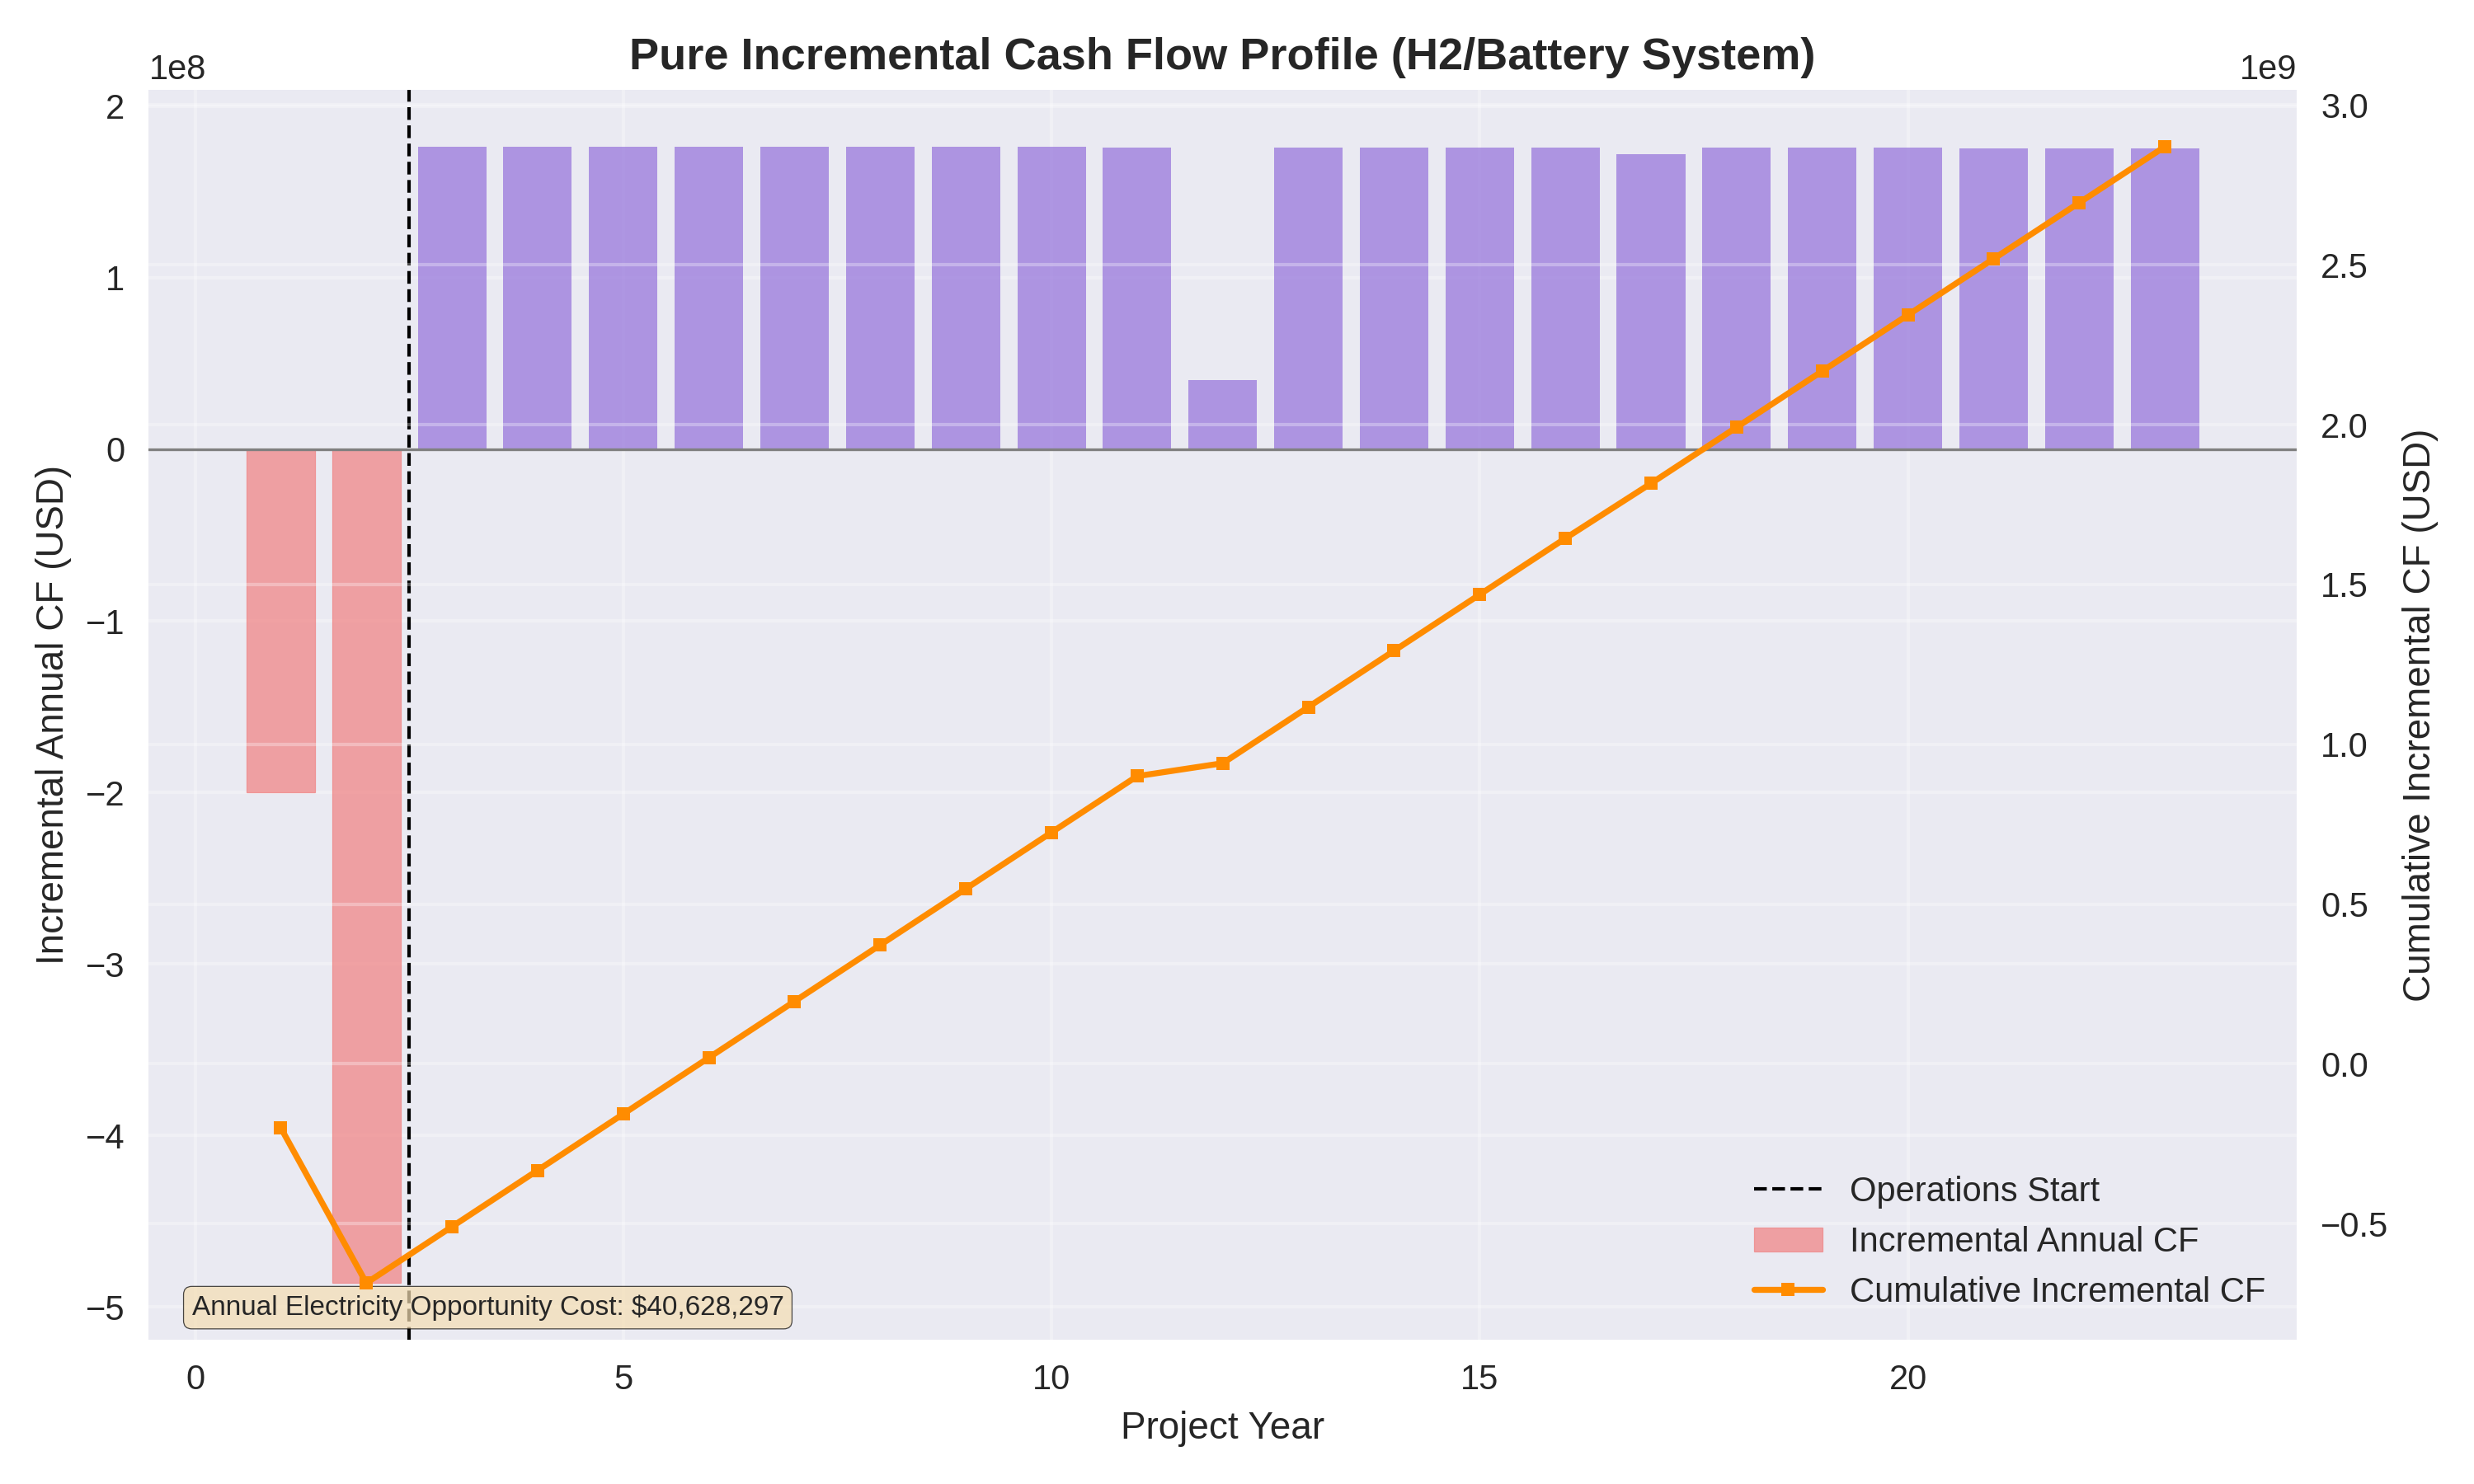 Pure Incremental Cash Flow Profile (H2/Battery System)
1e8
1e9
2
1
0
−1
−2
−3
−4
−5
Incremental Annual CF (USD)
3.0
2.5
2.0
1.5
1.0
0.5
0.0
−0.5
Cumulative Incremental CF (USD)
Operations Start
Incremental Annual CF
Cumulative Incremental CF
Annual Electricity Opportunity Cost: $40,628,297
0
5
10
15
20
Project Year